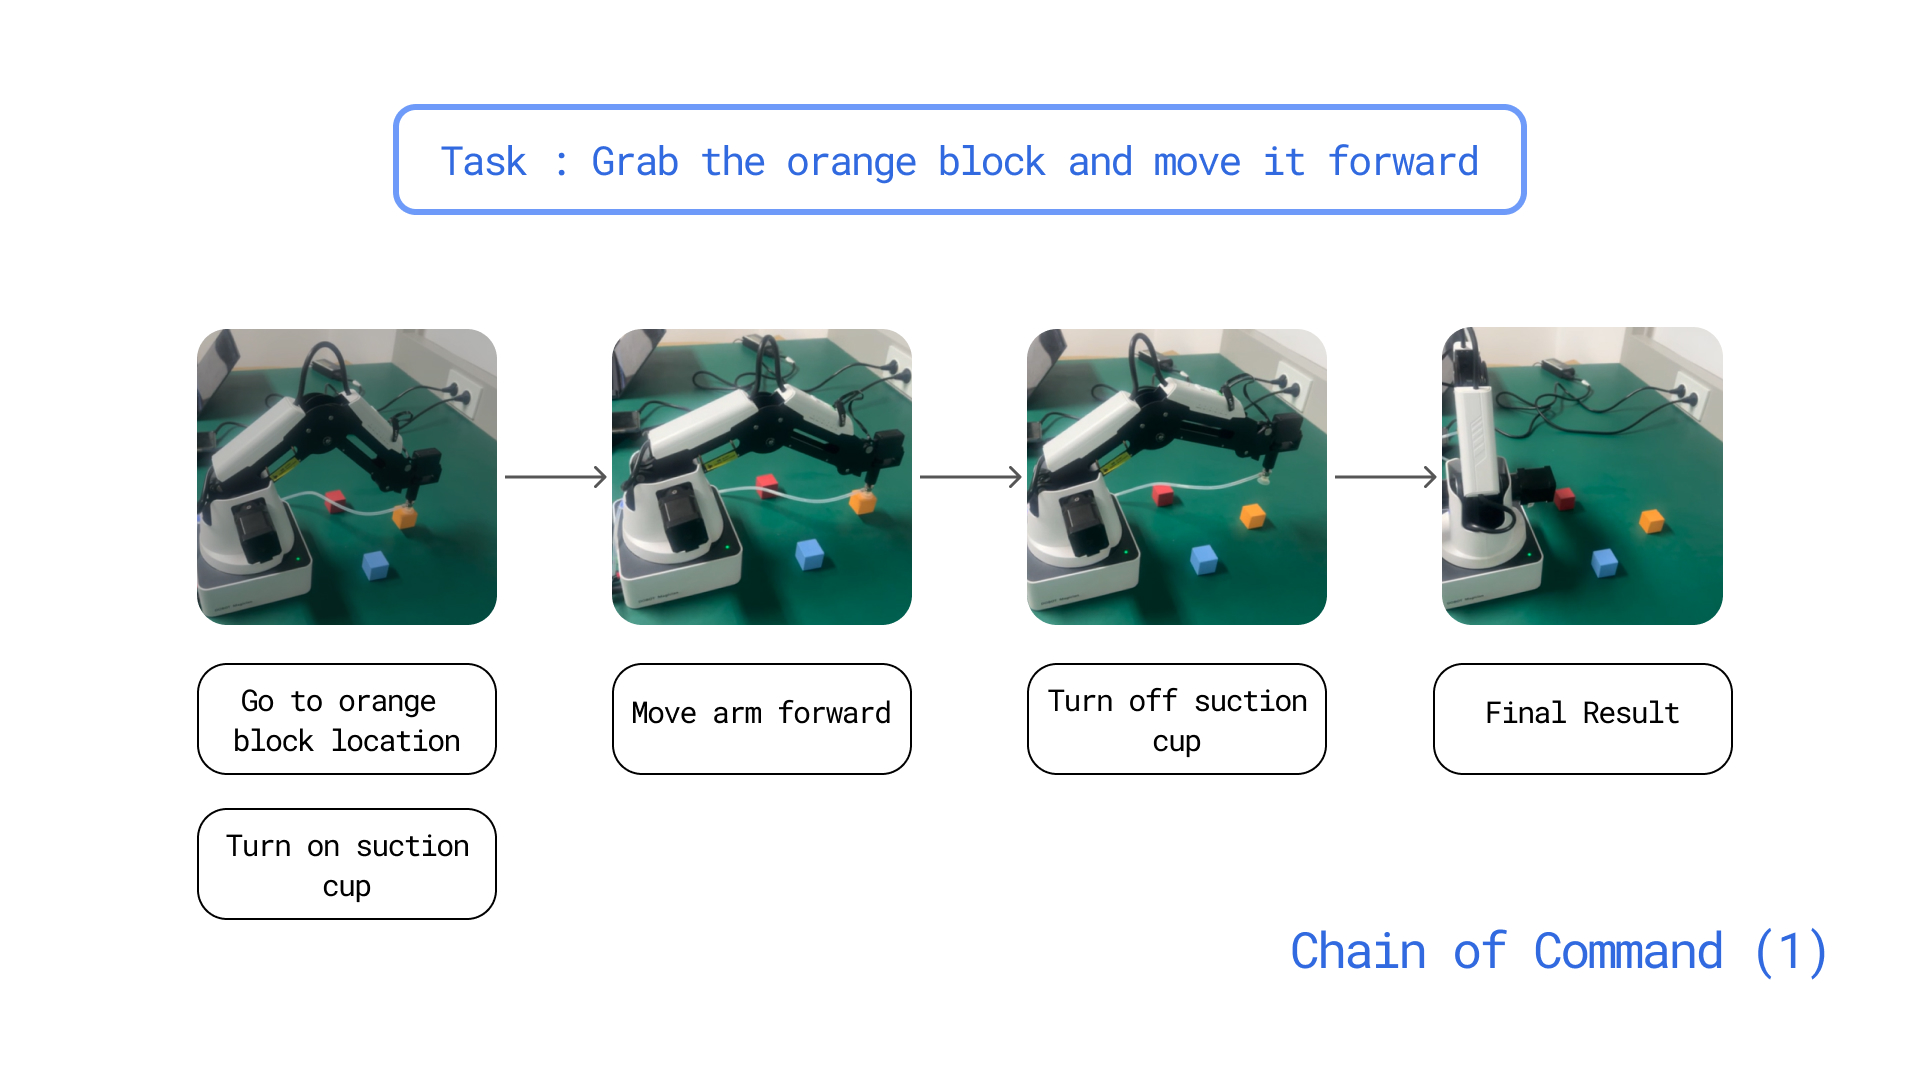 Task : Grab the orange block and move it forward
Go to orange
block location
Move arm forward
Turn off suction
cup
Final Result
Turn on suction
cup
Chain of Command (1)